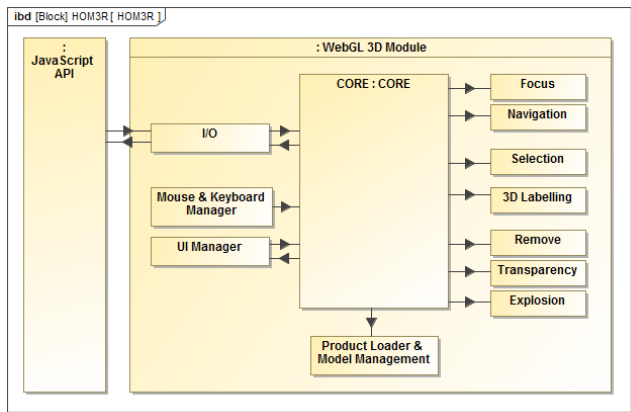 ibd [Block] HOM3R [ HOM3R ]
:
JavaScript
API
: WebGL 3D Module
CORE : CORE
I/O
Mouse & Keyboard
Manager
UI Manager
Focus
Navigation
Selection
3D Labelling
Remove
Transparency
Explosion
Product Loader &
Model Management